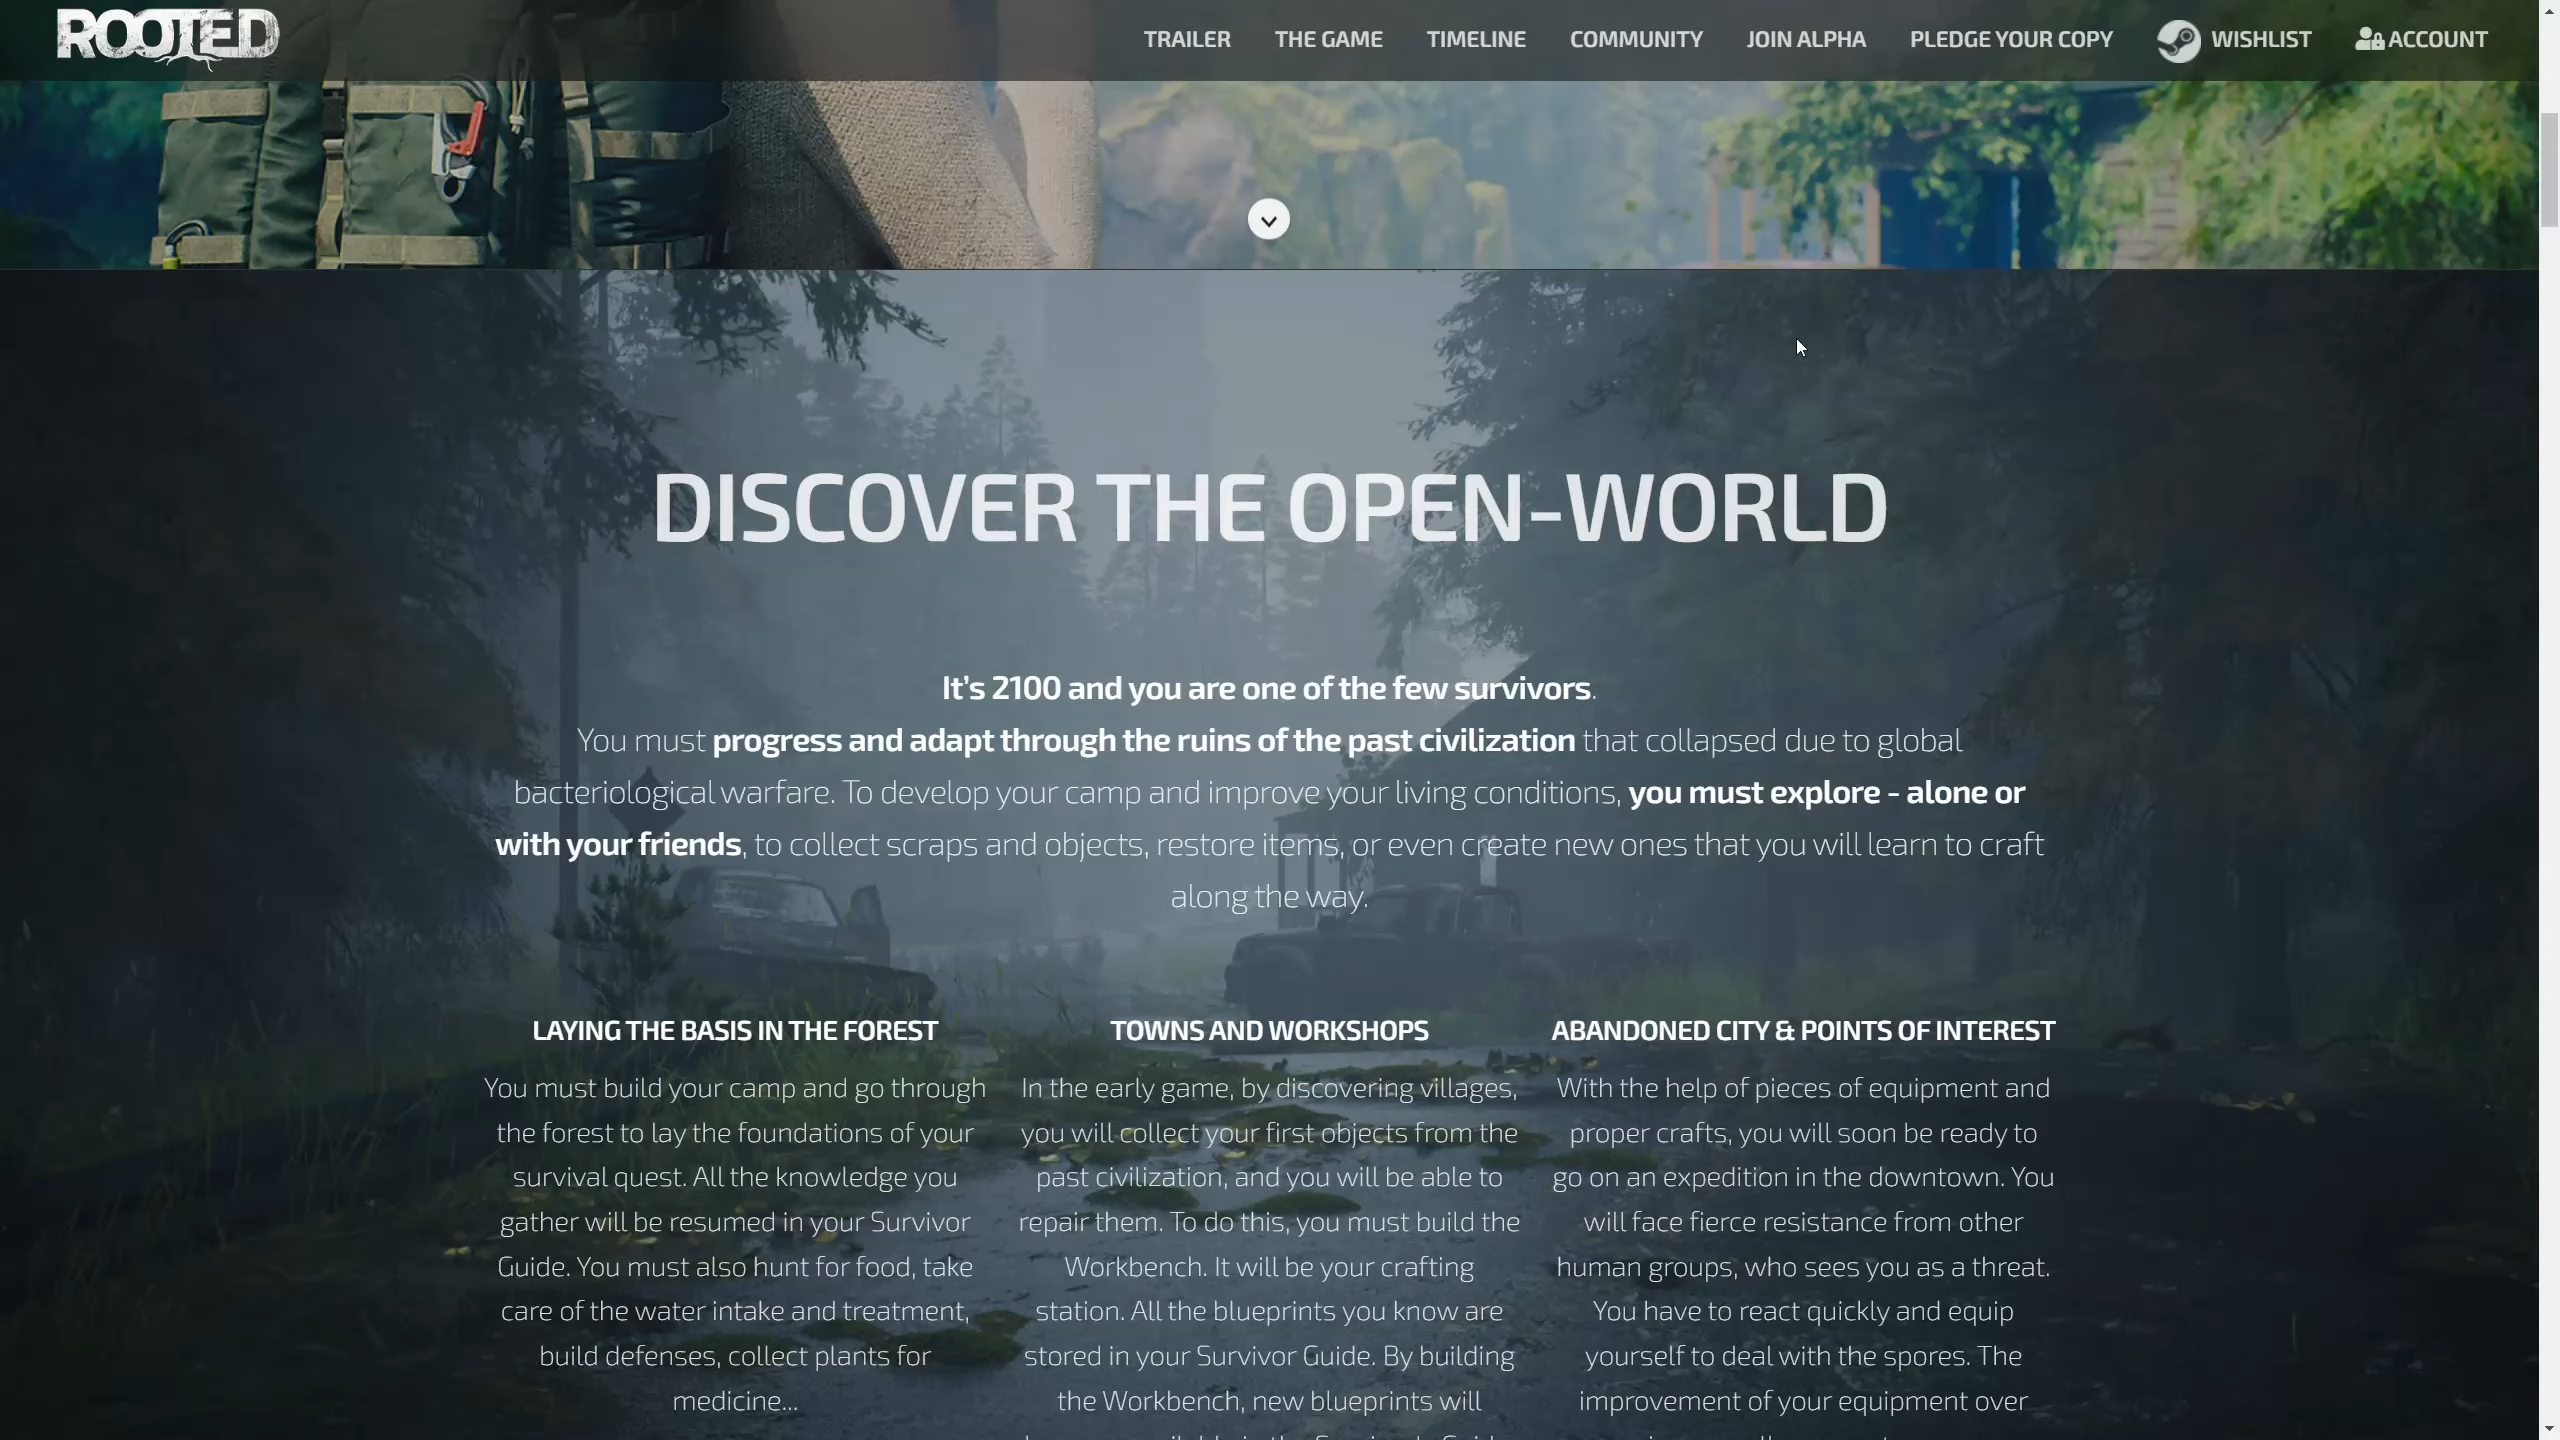 ROOTED
TRAILER THE GAME TIMELINE COMMUNITY JOIN ALPHA PLEDGE YOUR COPY WISHLIST ACCOUNT
DISCOVER THE OPEN-WORLD
It's 2100 and you are one of the few survivors.
You must progress and adapt through the ruins of the past civilization that collapsed due to global
bacteriological warfare. To develop your camp and improve your living conditions, you must explore - alone or
with your friends, to collect scraps and objects, restore items, or even create new ones that you will learn to craft
along the way.
LAYING THE BASIS IN THE FOREST
You must build your camp and go through
the forest to lay the foundations of your
survival quest. All the knowledge you
gather will be resumed in your Survivor
Guide. You must also hunt for food, take
care of the water intake and treatment,
build defenses, collect plants for
medicine...
TOWNS AND WORKSHOPS
In the early game, by discovering villages,
you will collect your first objects from the
past civilization, and you will be able to
repair them. To do this, you must build the
Workbench. It will be your crafting
station. All the blueprints you know are
stored in your Survivor Guide. By building
the Workbench, new blueprints will
ABANDONED CITY & POINTS OF INTEREST
With the help of pieces of equipment and
proper crafts, you will soon be ready to
go on an expedition in the downtown. You
will face fierce resistance from other
human groups, who sees you as a threat.
You have to react quickly and equip
yourself to deal with the spores. The
improvement of your equipment over